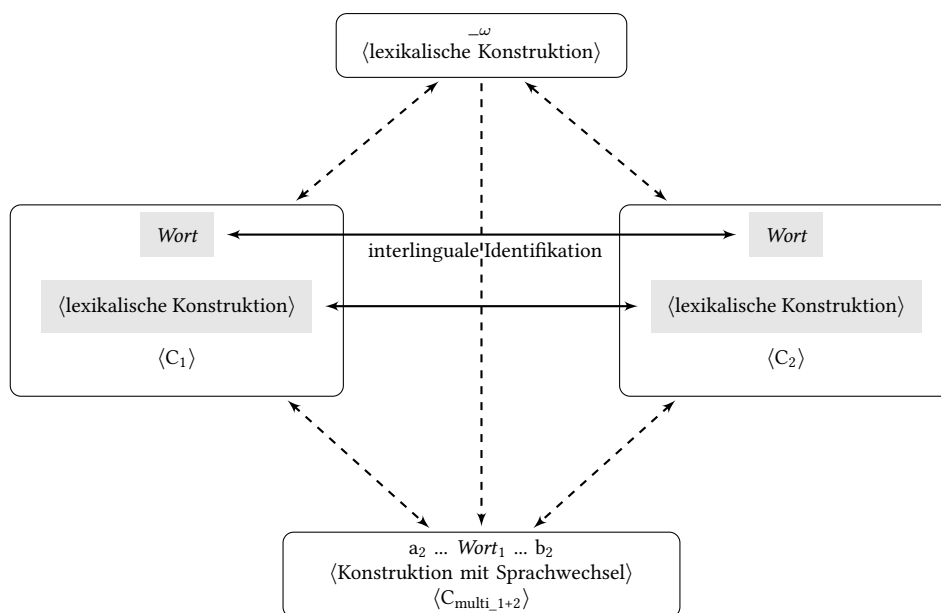 _ω
⟨lexikalische Konstruktion⟩
Wort
Wort
interlinguale Identifikation
⟨lexikalische Konstruktion⟩
⟨lexikalische Konstruktion⟩
⟨C₁⟩
⟨C₂⟩
a₂ ... Wort₁ ... b₂
⟨Konstruktion mit Sprachwechsel⟩
⟨C_multi_1+2⟩